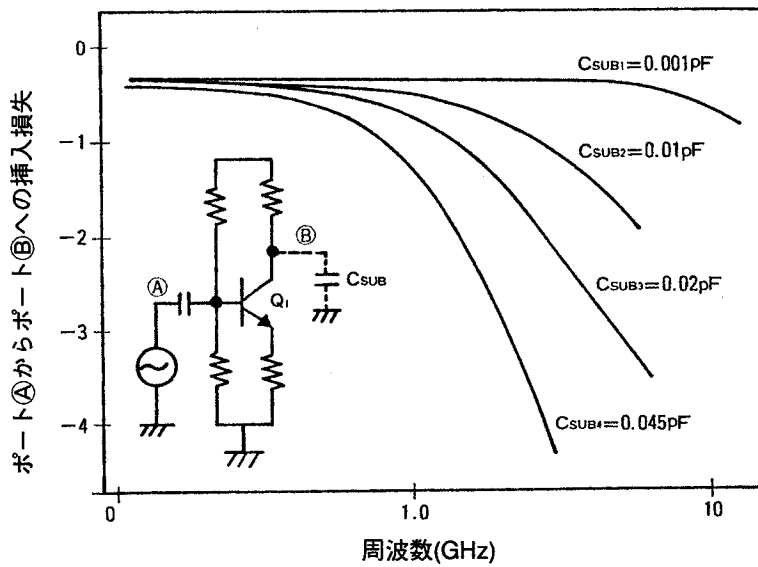 ポートⒶからポートⒷへの挿入損失
0
−1
−2
−3
−4
CSUB1=0.001pF
CSUB2=0.01pF
CSUB3=0.02pF
CSUB4=0.045pF
Ⓐ
Ⓑ
CSUB
Q1
0
1.0
10
周波数(GHz)